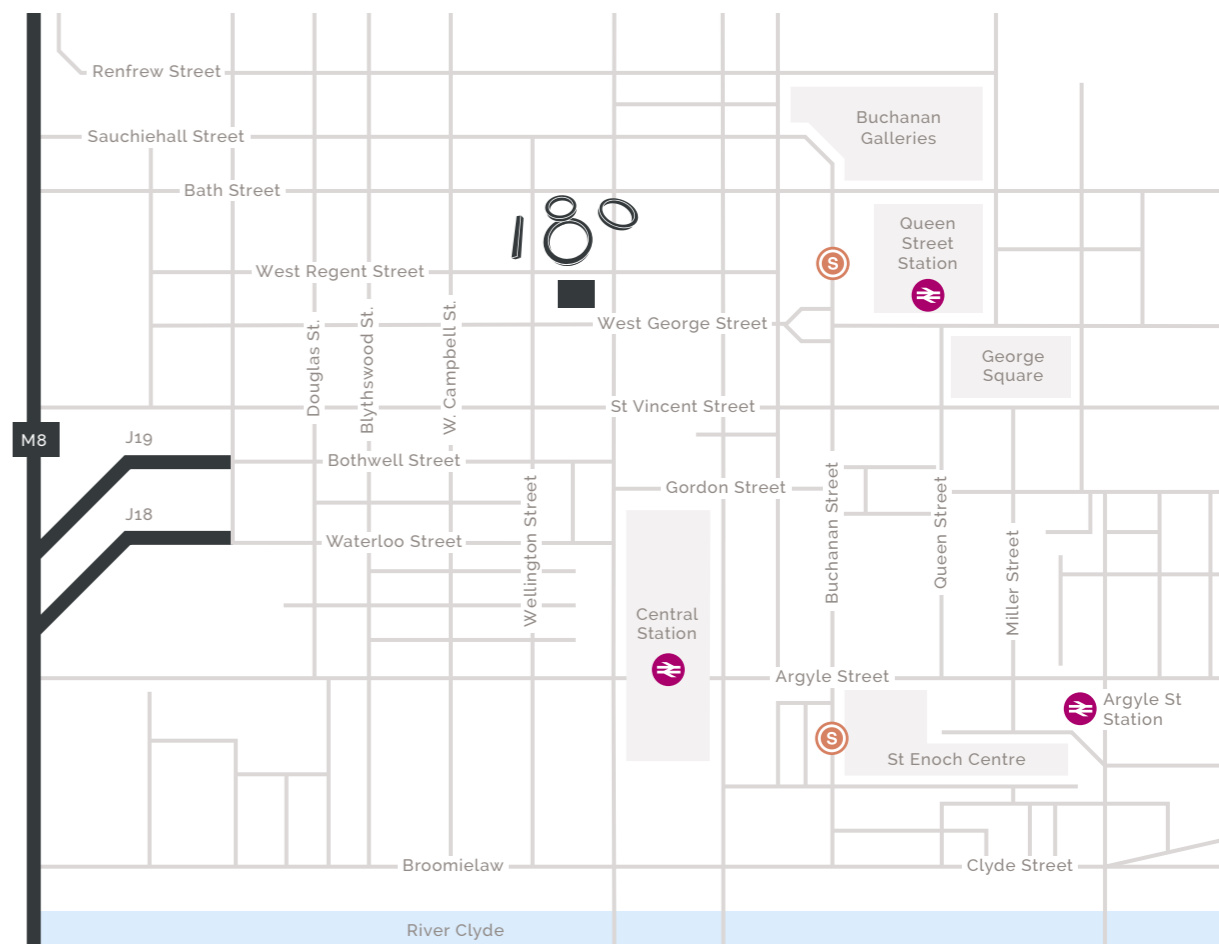 Renfrew Street
Sauchiehall Street
Buchanan
Galleries
Bath Street
Queen
Street
Station
S
West Regent Street
West George Street
George
Square
Douglas St.
Blythswood St.
W. Campbell St.
St Vincent Street
M8
J19
Bothwell Street
Gordon Street
J18
Waterloo Street
Wellington Street
Buchanan Street
Queen Street
Miller Street
Central
Station
Argyle Street
Argyle St
Station
S
St Enoch Centre
Broomielaw
Clyde Street
River Clyde